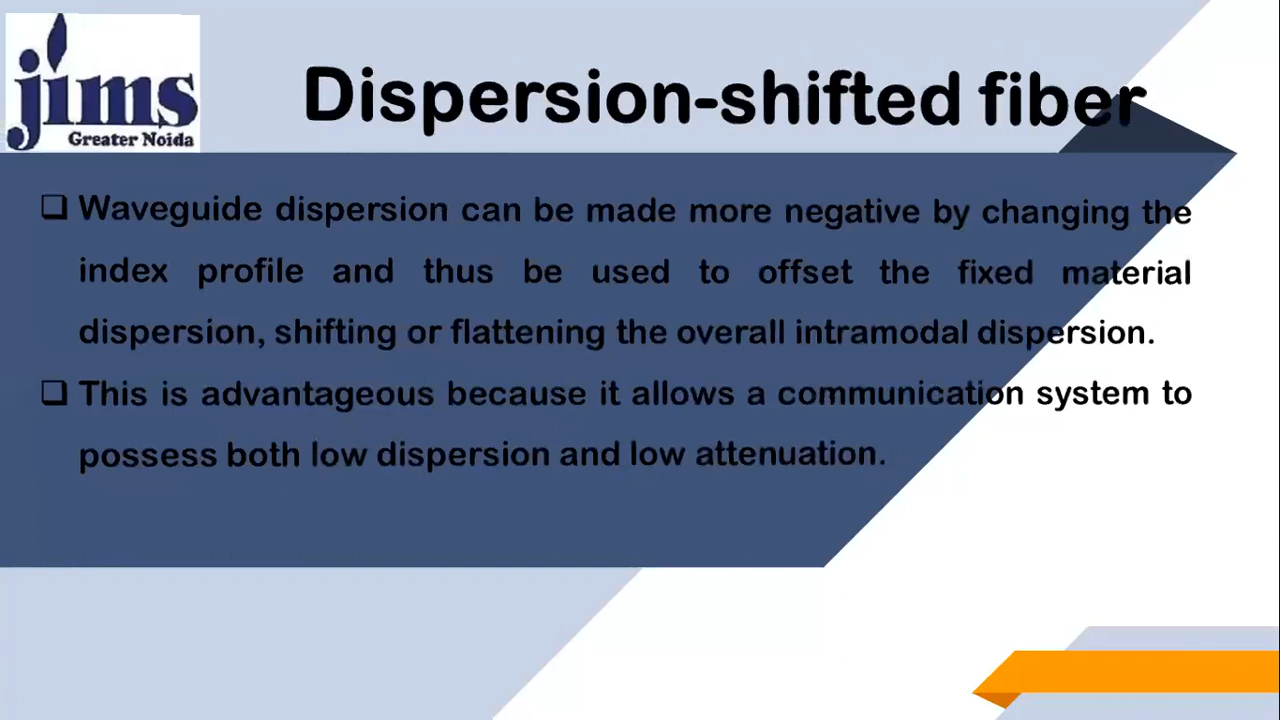 jims
Greater Noida
Dispersion-shifted fiber
❑ Waveguide dispersion can be made more negative by changing the
index profile and thus be used to offset the fixed material
dispersion, shifting or flattening the overall intramodal dispersion.
❑ This is advantageous because it allows a communication system to
possess both low dispersion and low attenuation.